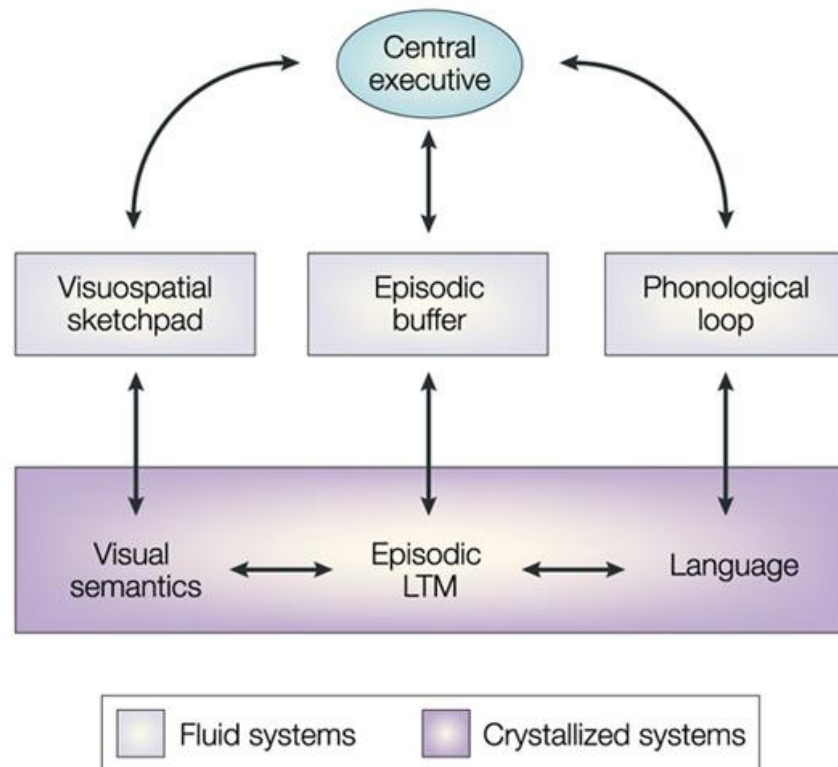 Central
executive
Visuospatial
sketchpad
Episodic
buffer
Phonological
loop
Visual
semantics
Episodic
LTM
Language
Fluid systems
Crystallized systems